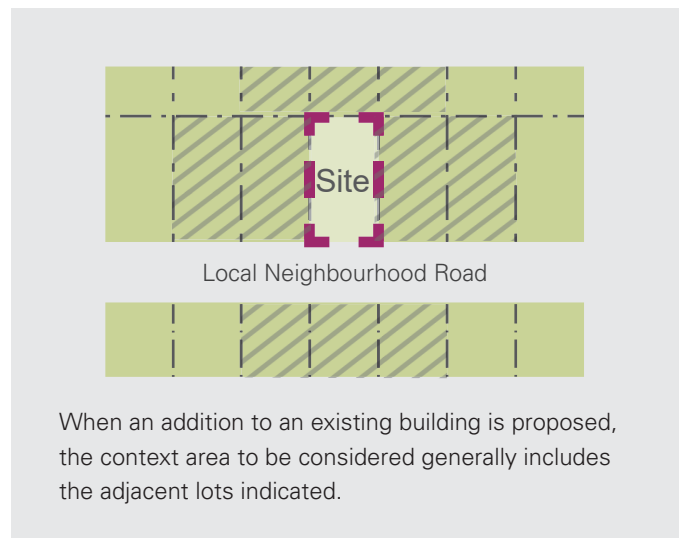 Site
Local Neighbourhood Road
When an addition to an existing building is proposed,
the context area to be considered generally includes
the adjacent lots indicated.